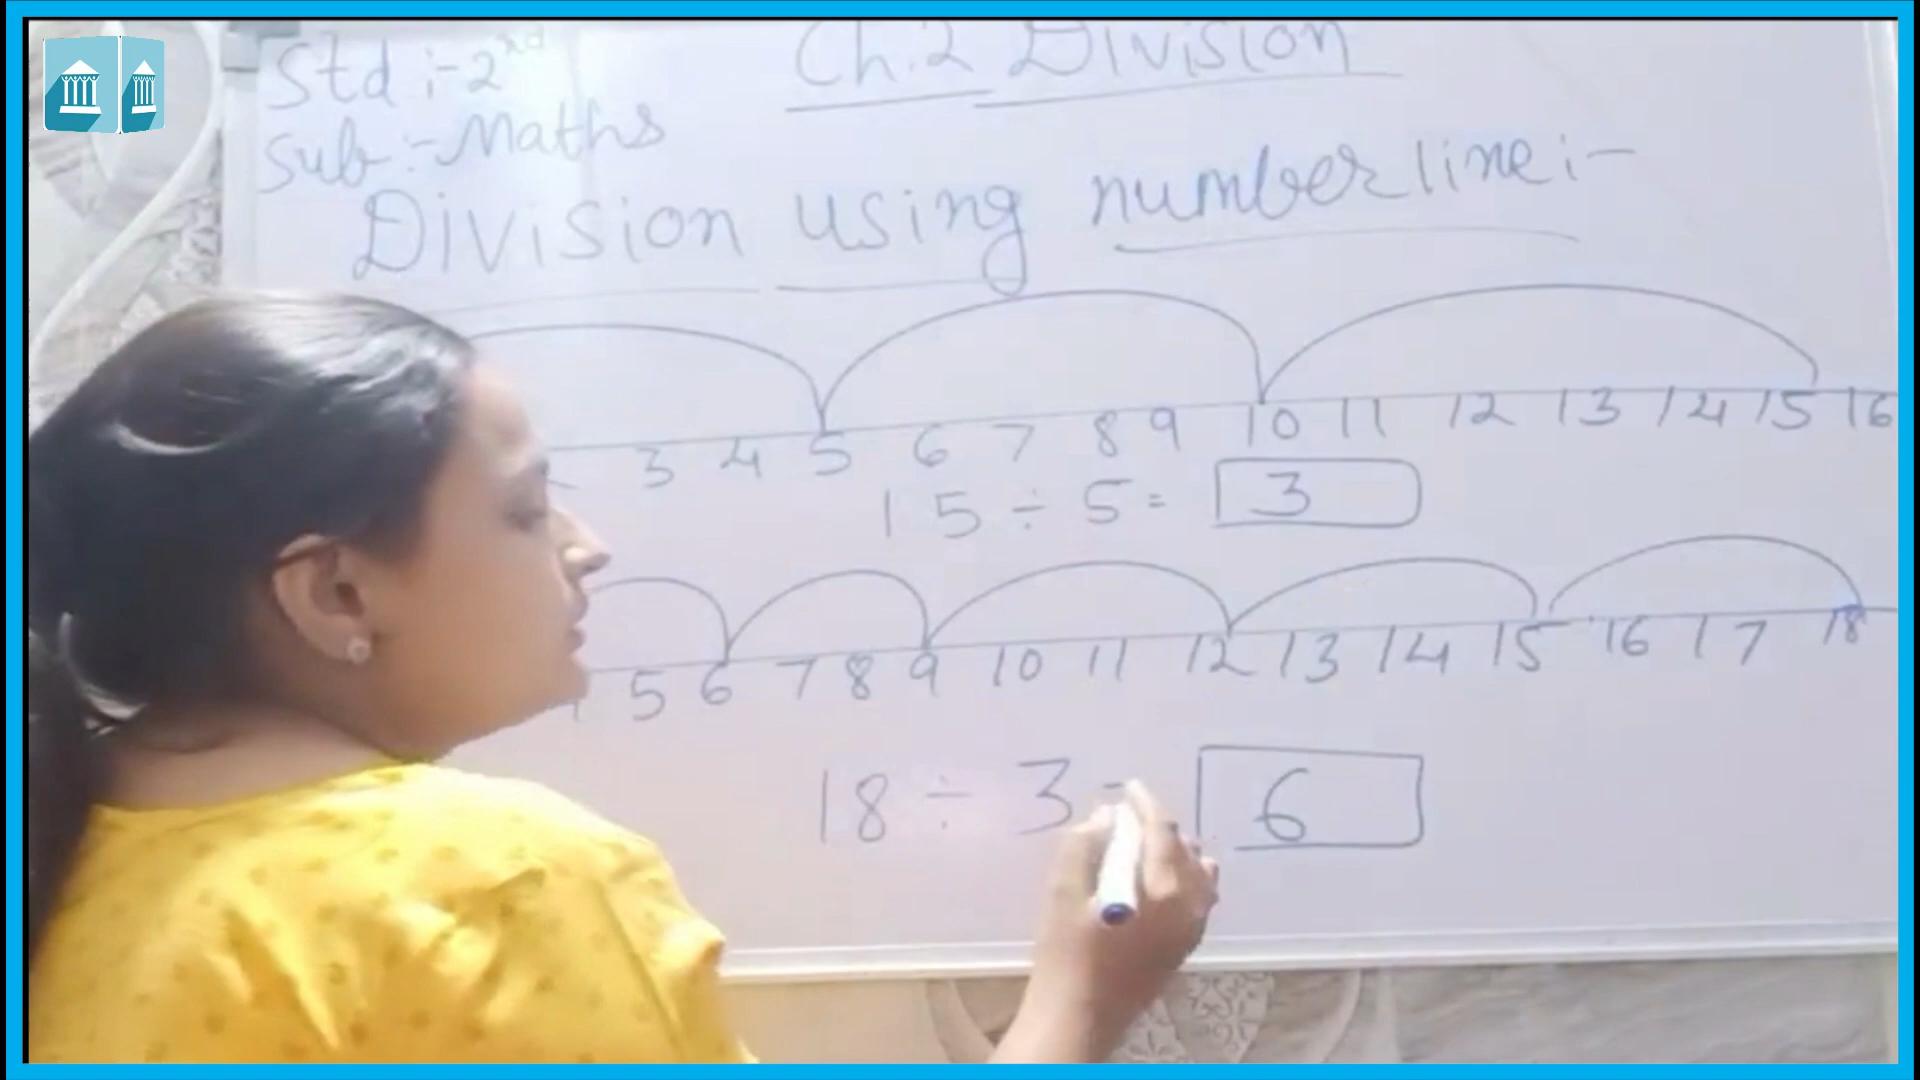 Std :- 2nd
Sub :- Maths
Ch.2 Division
Division using number line :-
3 4 5 6 7 8 9 10 11 12 13 14 15 16
15 ÷ 5 = 3
5 6 7 8 9 10 11 12 13 14 15 16 17 18
18 ÷ 3 = 6